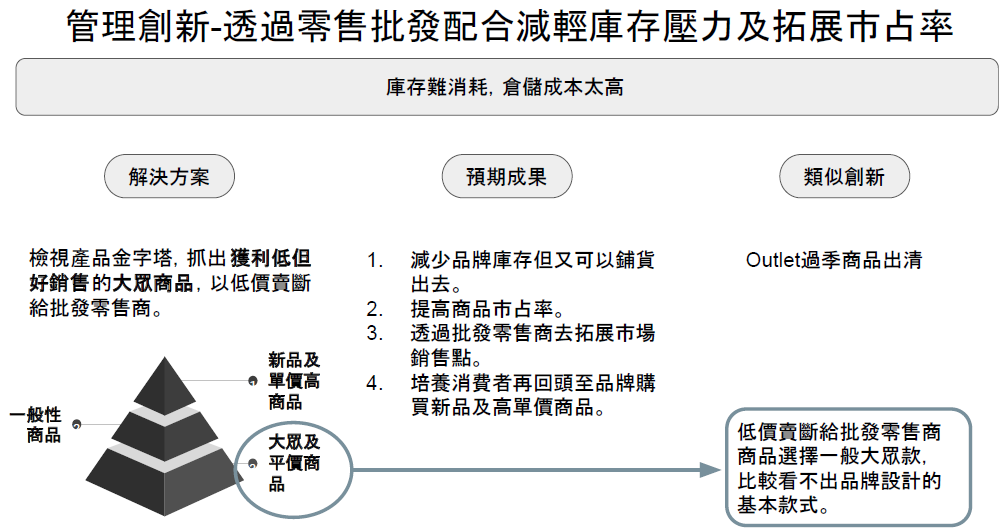 管理創新-透過零售批發配合減輕庫存壓力及拓展市占率
庫存難消耗, 倉儲成本太高
解決方案
預期成果
類似創新
檢視產品金字塔, 抓出獲利低但
好銷售的大眾商品, 以低價賣斷
給批發零售商。
1. 減少品牌庫存但又可以鋪貨
出去。
2. 提高商品市占率。
3. 透過批發零售商去拓展市場
銷售點。
4. 培養消費者再回頭至品牌購
買新品及高單價商品。
Outlet過季商品出清
新品及
單價高
商品
一般性
商品
大眾及
平價商
品
低價賣斷給批發零售商
商品選擇一般大眾款,
比較看不出品牌設計的
基本款式。